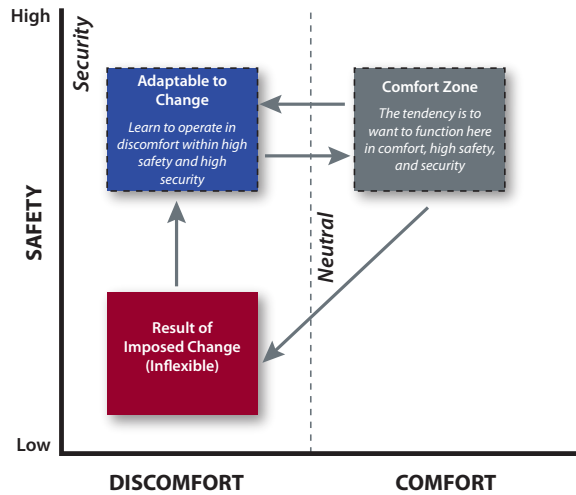 High
Security
Adaptable to
Change
Learn to operate in
discomfort within high
safety and high
security
Comfort Zone
The tendency is to
want to function here
in comfort, high safety,
and security
SAFETY
Neutral
Result of
Imposed Change
(Inflexible)
Low
DISCOMFORT
COMFORT